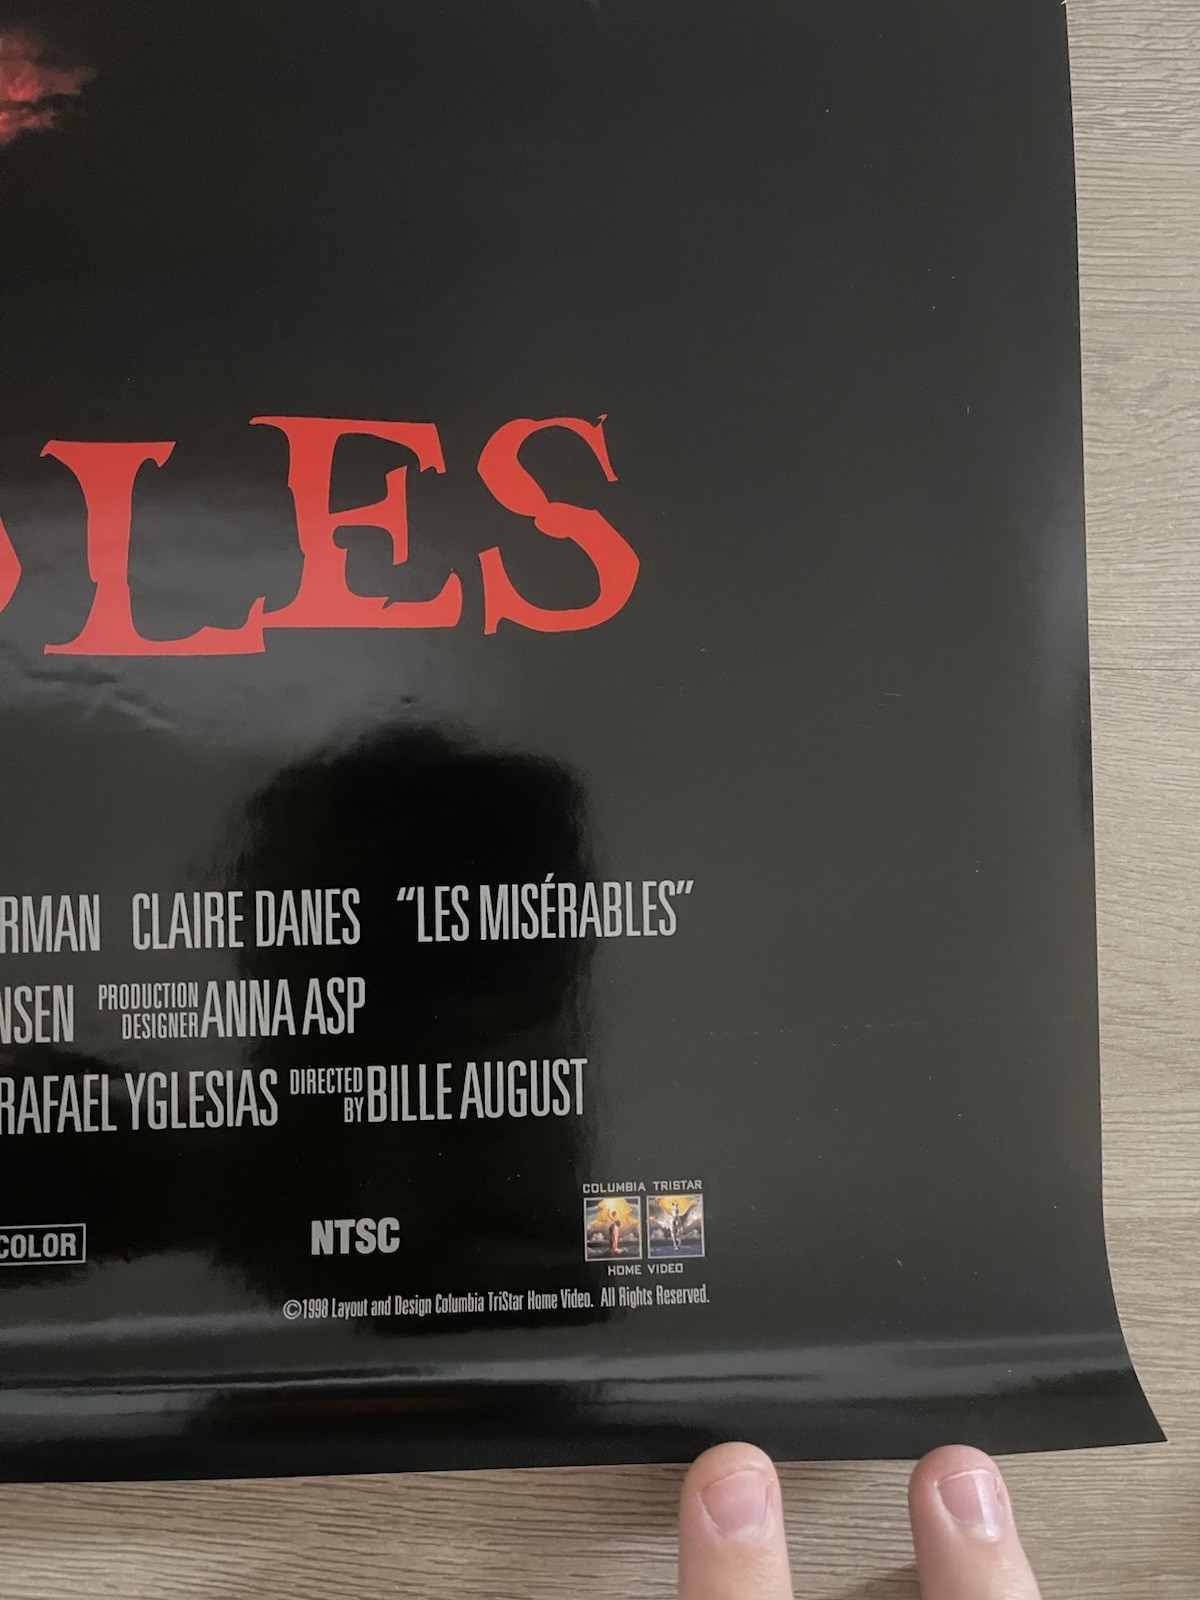 LES
RMAN CLAIRE DANES “LES MISÉRABLES”
NSEN PRODUCTION DESIGNER ANNA ASP
RAFAEL YGLESIAS DIRECTED BY BILLE AUGUST
COLUMBIA TRISTAR
COLOR NTSC
HOME VIDEO
©1998 Layout and Design Columbia TriStar Home Video. All Rights Reserved.